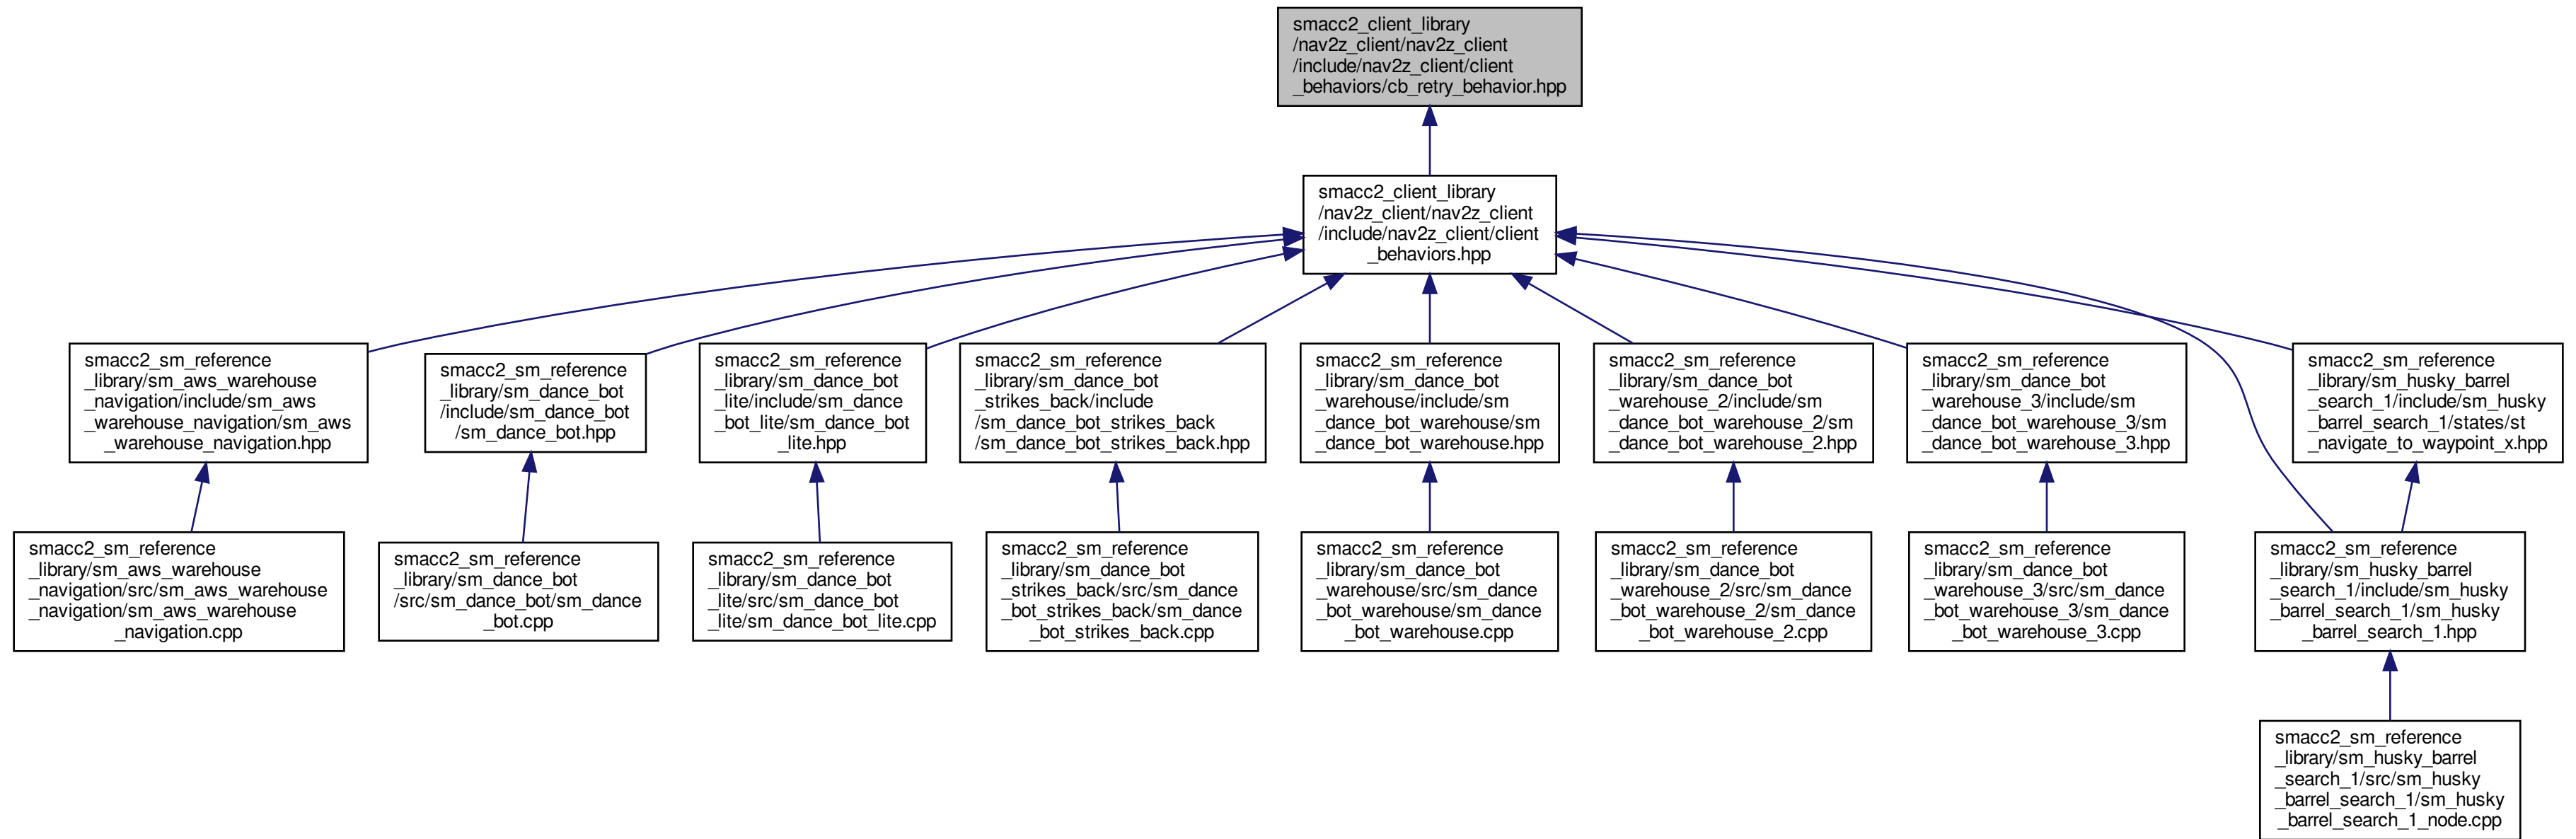 smacc2_client_library
/nav2z_client/nav2z_client
/include/nav2z_client/client
_behaviors/cb_retry_behavior.hpp
smacc2_client_library
/nav2z_client/nav2z_client
/include/nav2z_client/client
_behaviors.hpp
smacc2_sm_reference
_library/sm_aws_warehouse
_navigation/include/sm_aws
_warehouse_navigation/sm_aws
_warehouse_navigation.hpp
smacc2_sm_reference
_library/sm_dance_bot
/include/sm_dance_bot
/sm_dance_bot.hpp
smacc2_sm_reference
_library/sm_dance_bot
_lite/include/sm_dance
_bot_lite/sm_dance_bot
_lite.hpp
smacc2_sm_reference
_library/sm_dance_bot
_strikes_back/include
/sm_dance_bot_strikes_back
/sm_dance_bot_strikes_back.hpp
smacc2_sm_reference
_library/sm_dance_bot
_warehouse/include/sm
_dance_bot_warehouse/sm
_dance_bot_warehouse.hpp
smacc2_sm_reference
_library/sm_dance_bot
_warehouse_2/include/sm
_dance_bot_warehouse_2/sm
_dance_bot_warehouse_2.hpp
smacc2_sm_reference
_library/sm_dance_bot
_warehouse_3/include/sm
_dance_bot_warehouse_3/sm
_dance_bot_warehouse_3.hpp
smacc2_sm_reference
_library/sm_husky_barrel
_search_1/include/sm_husky
_barrel_search_1/states/st
_navigate_to_waypoint_x.hpp
smacc2_sm_reference
_library/sm_aws_warehouse
_navigation/src/sm_aws_warehouse
_navigation/sm_aws_warehouse
_navigation.cpp
smacc2_sm_reference
_library/sm_dance_bot
/src/sm_dance_bot/sm_dance
_bot.cpp
smacc2_sm_reference
_library/sm_dance_bot
_lite/src/sm_dance_bot
_lite/sm_dance_bot_lite.cpp
smacc2_sm_reference
_library/sm_dance_bot
_strikes_back/src/sm_dance
_bot_strikes_back/sm_dance
_bot_strikes_back.cpp
smacc2_sm_reference
_library/sm_dance_bot
_warehouse/src/sm_dance
_bot_warehouse/sm_dance
_bot_warehouse.cpp
smacc2_sm_reference
_library/sm_dance_bot
_warehouse_2/src/sm_dance
_bot_warehouse_2/sm_dance
_bot_warehouse_2.cpp
smacc2_sm_reference
_library/sm_dance_bot
_warehouse_3/src/sm_dance
_bot_warehouse_3/sm_dance
_bot_warehouse_3.cpp
smacc2_sm_reference
_library/sm_husky_barrel
_search_1/include/sm_husky
_barrel_search_1/sm_husky
_barrel_search_1.hpp
smacc2_sm_reference
_library/sm_husky_barrel
_search_1/src/sm_husky
_barrel_search_1/sm_husky
_barrel_search_1_node.cpp